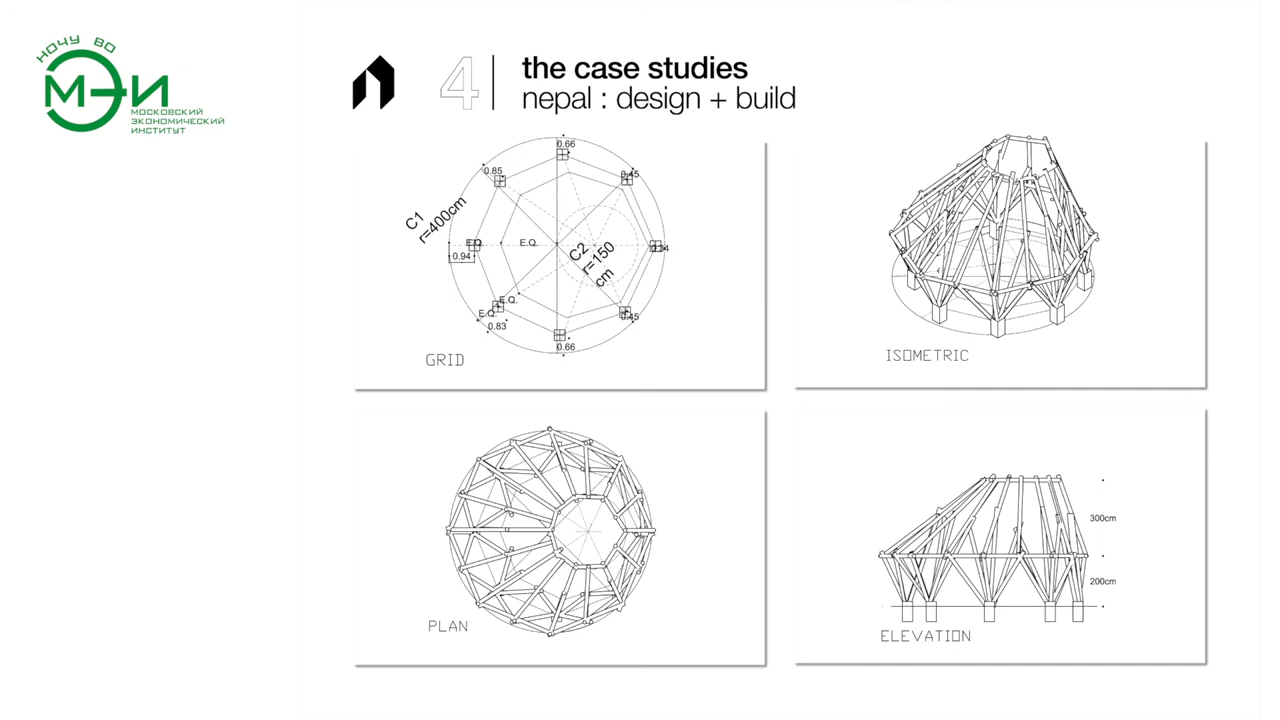 НОЧУ ВО
МЭИ
МОСКОВСКИЙ
ЭКОНОМИЧЕСКИЙ
ИНСТИТУТ
4
the case studies
nepal : design + build
0.66
0.85
0.45
C1
r=400cm
E.Q.
E.Q.
0.94
C2
r=150
cm
E.Q.
E.Q.
0.83
0.45
0.66
GRID
ISOMETRIC
PLAN
300cm
200cm
ELEVATION